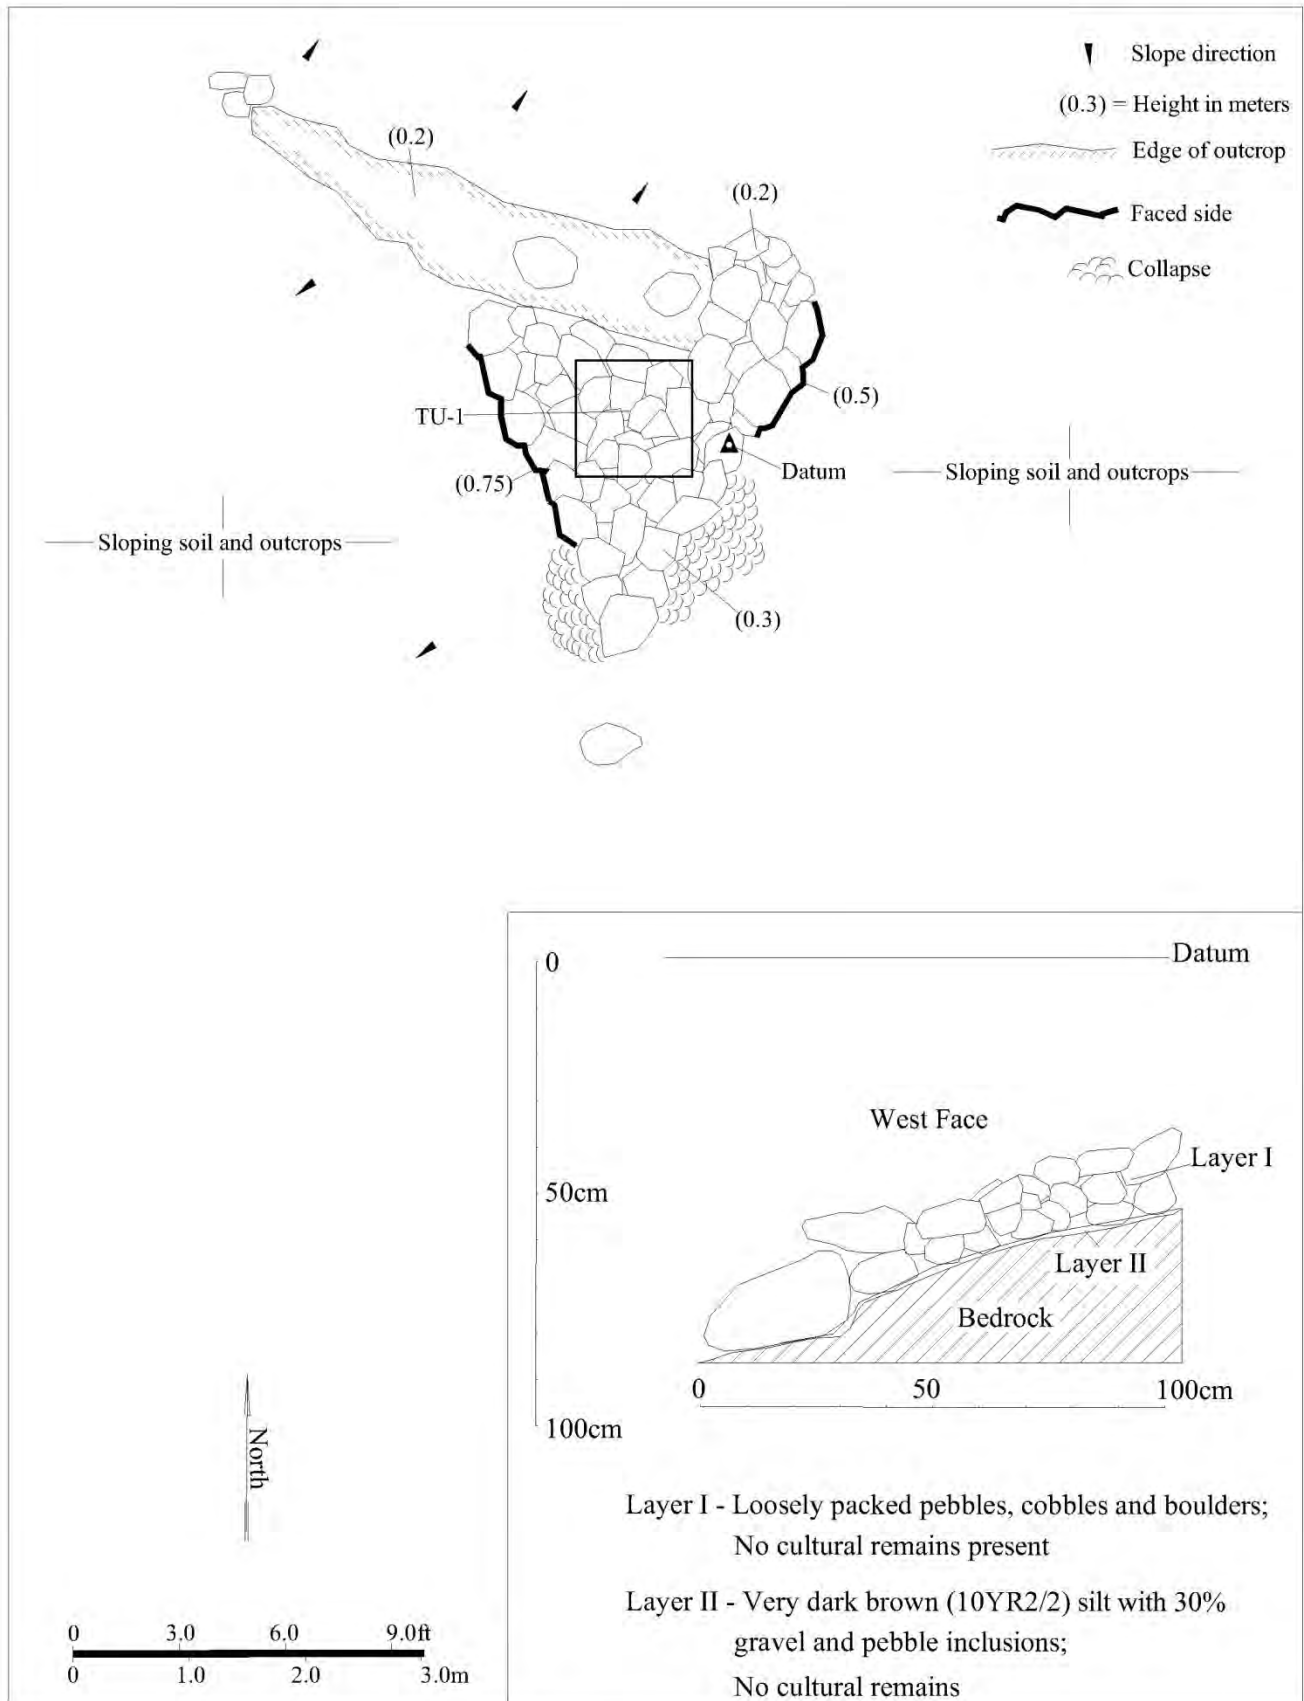 Slope direction
(0.3) = Height in meters
Edge of outcrop
Faced side
Collapse
(0.2)
(0.2)
(0.5)
TU-1
Datum
(0.75)
Sloping soil and outcrops
Sloping soil and outcrops
(0.3)
0
Datum
West Face
Layer I
50cm
Layer II
Bedrock
0 50 100cm
100cm
North
Layer I - Loosely packed pebbles, cobbles and boulders;
No cultural remains present
Layer II - Very dark brown (10YR2/2) silt with 30%
gravel and pebble inclusions;
No cultural remains
0 3.0 6.0 9.0ft
0 1.0 2.0 3.0m